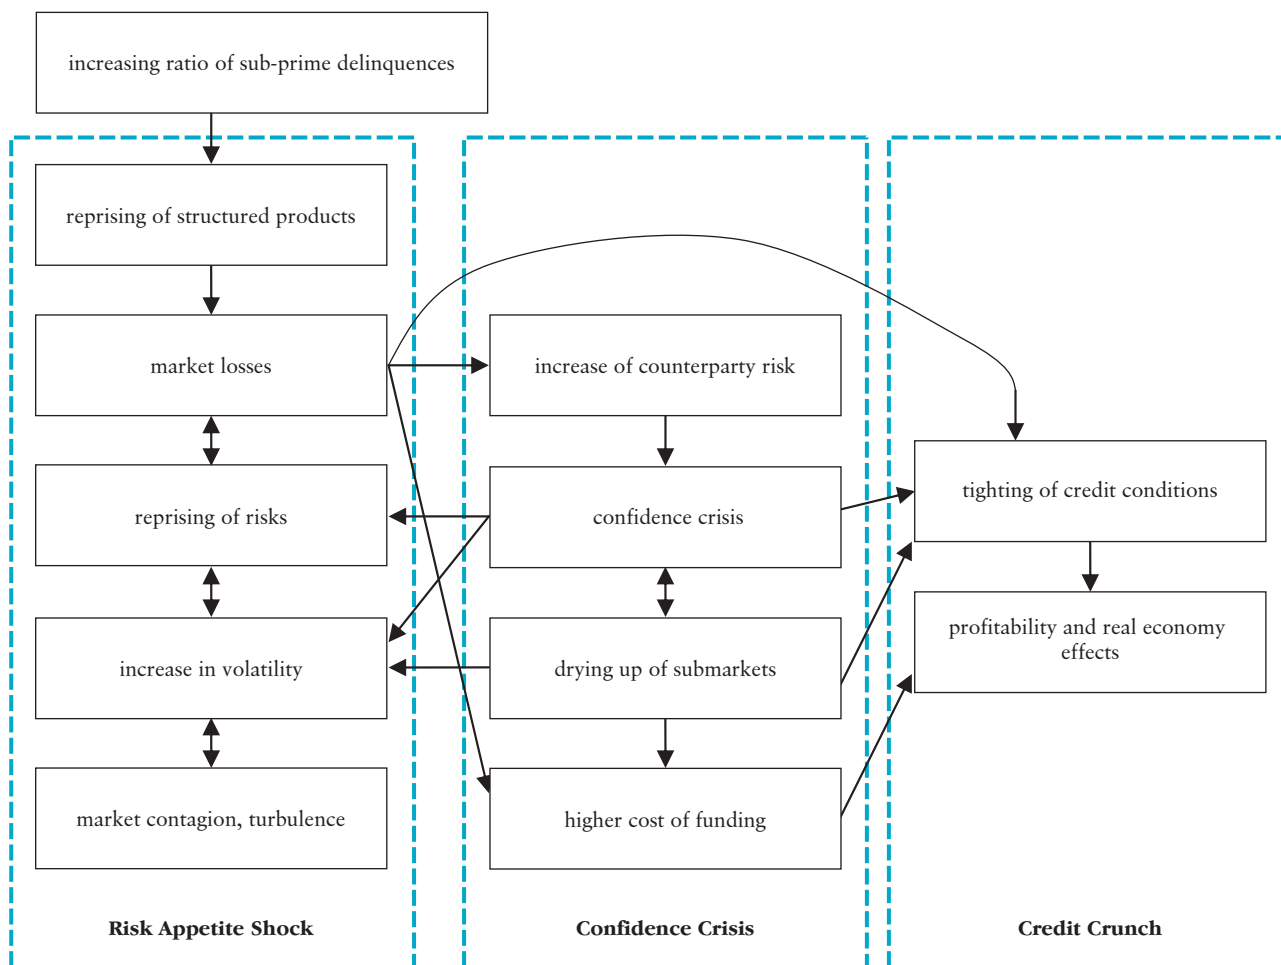 increasing ratio of sub-prime delinquences
reprising of structured products
market losses
reprising of risks
increase in volatility
market contagion, turbulence
Risk Appetite Shock
increase of counterparty risk
confidence crisis
drying up of submarkets
higher cost of funding
Confidence Crisis
tighting of credit conditions
profitability and real economy
effects
Credit Crunch